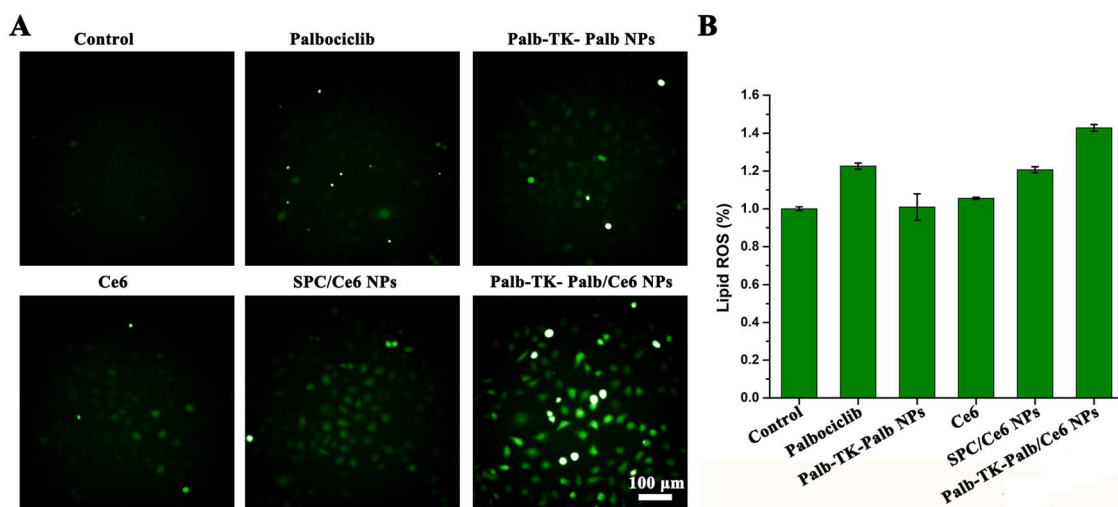 A
Control
Palbociclib
Palb-TK- Palb NPs
Ce6
SPC/Ce6 NPs
Palb-TK- Palb/Ce6 NPs
100 μm
B
Lipid ROS (%)
1.6
1.4
1.2
1.0
0.8
0.6
0.4
0.2
0.0
Control
Palbociclib
Palb-TK-Palb NPs
Ce6
SPC/Ce6 NPs
Palb-TK-Palb/Ce6 NPs